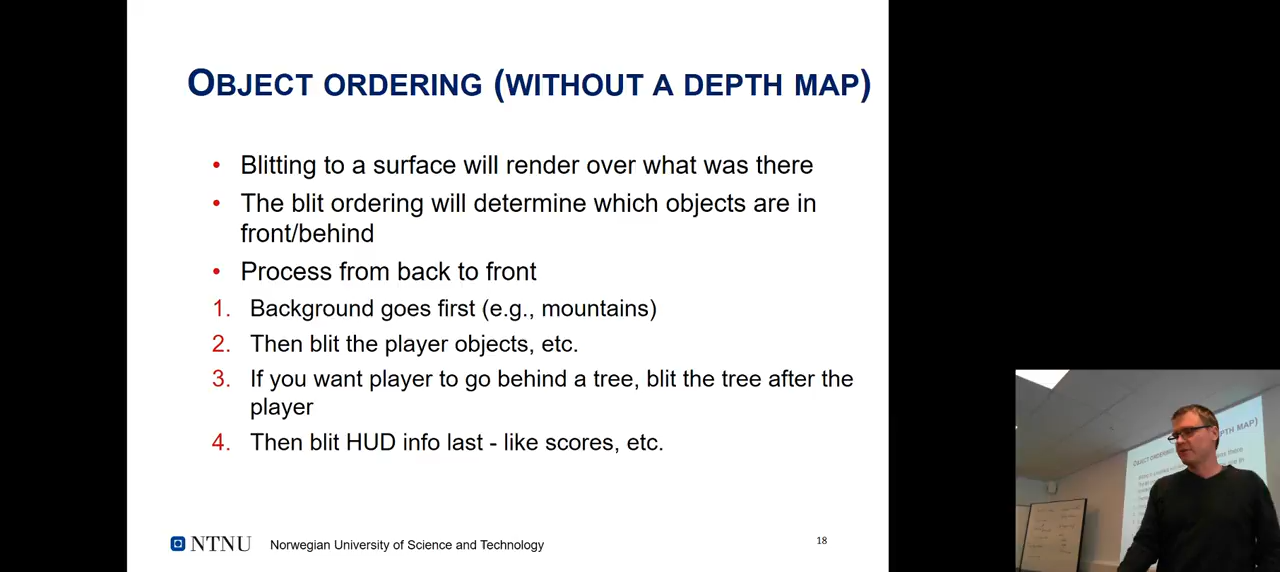 OBJECT ORDERING (WITHOUT A DEPTH MAP)
• Blitting to a surface will render over what was there
• The blit ordering will determine which objects are in
front/behind
• Process from back to front
1. Background goes first (e.g., mountains)
2. Then blit the player objects, etc.
3. If you want player to go behind a tree, blit the tree after the
player
4. Then blit HUD info last - like scores, etc.
NTNU Norwegian University of Science and Technology 18